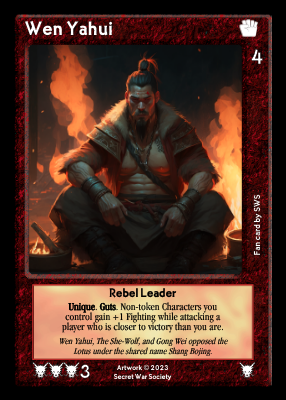 Wen Yahui
4
Fan card by SWS
Rebel Leader
Unique. Guts. Non-token Characters you
control gain +1 Fighting while attacking a
player who is closer to victory than you are.
Wen Yahui, The She-Wolf, and Gong Wei opposed the
Lotus under the shared name Shang Bojing.
3
Artwork © 2023
Secret War Society